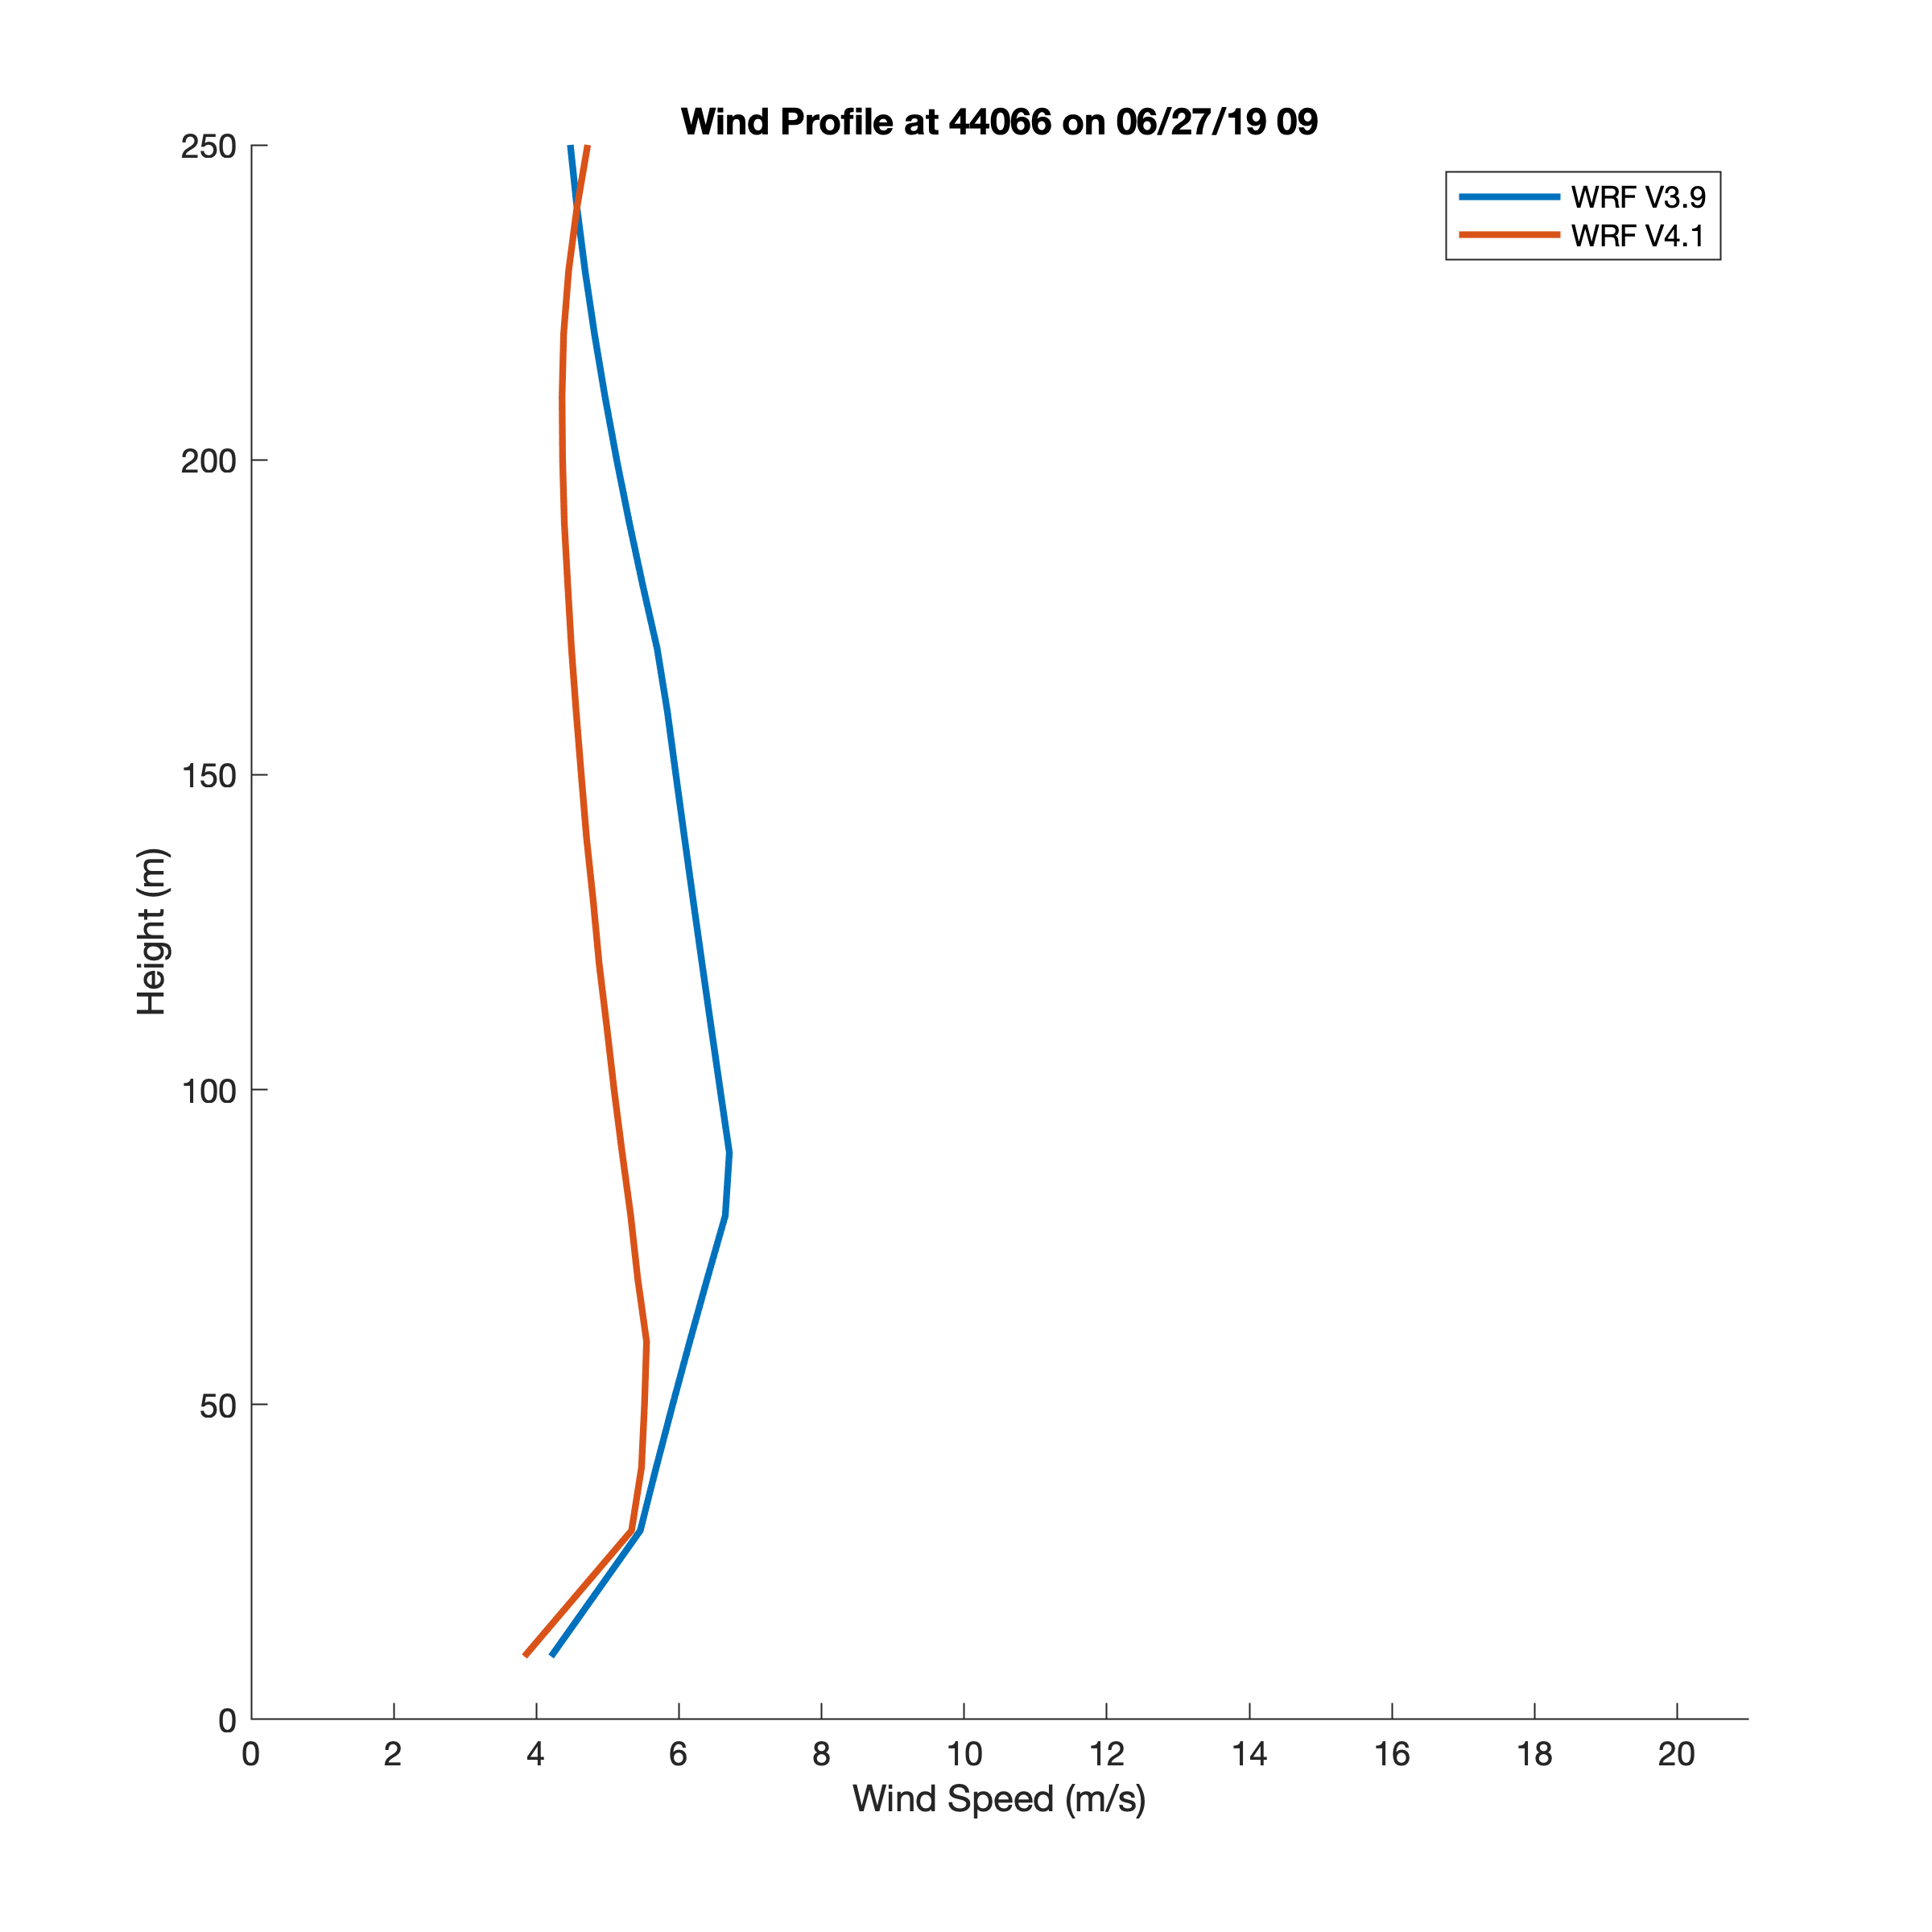 Wind Profile at 44066 on 06/27/19 09
WRF V3.9
WRF V4.1
250
200
150
100
50
0
Height (m)
0 2 4 6 8 10 12 14 16 18 20
Wind Speed (m/s)